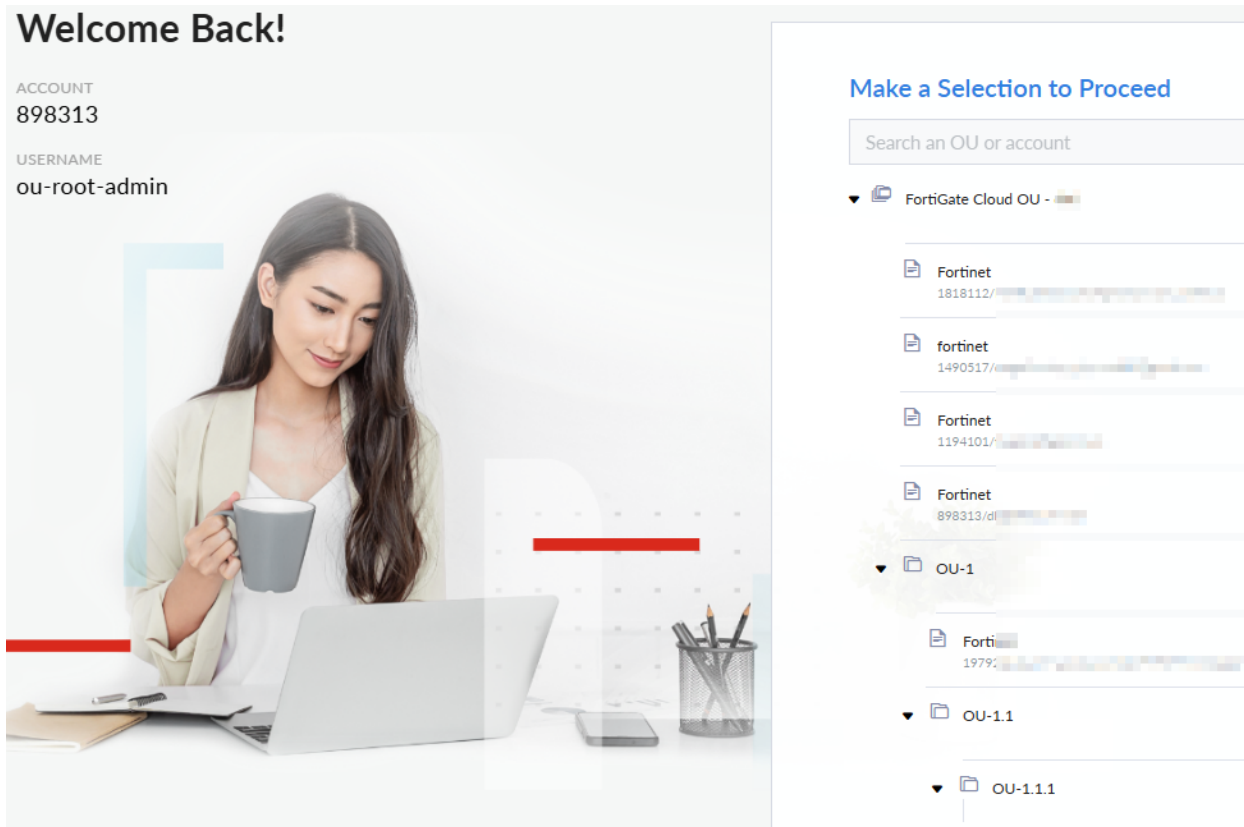 Welcome Back!
ACCOUNT
898313
USERNAME
ou-root-admin
Make a Selection to Proceed
Search an OU or account
FortiGate Cloud OU -
Fortinet
1818112/
fortinet
1490517/
Fortinet
1194101/
Fortinet
898313/
OU-1
OU-1.1
OU-1.1.1